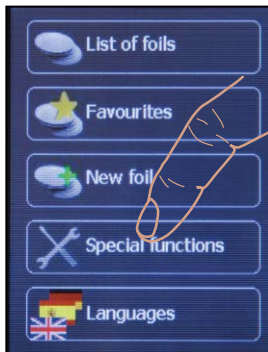 List of foils
Favourites
New foil
Special functions
Languages